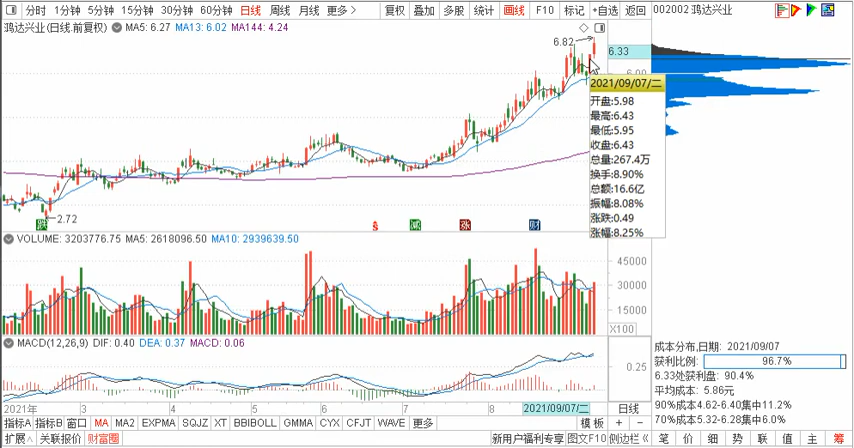 分时 1分钟 5分钟 15分钟 30分钟 60分钟 日线 周线 月线 更多 > 复权 叠加 多股 统计 画线 F10 标记 +自选 返回 002002 鸿达兴业
鸿达兴业(日线.前复权) MA5: 6.27 MA13: 6.02 MA144: 4.24
6.82
6.33
6.00
2021/09/07/二
开盘:5.98
最高:6.43
最低:5.95
收盘:6.43
总量:267.4万
换手:8.90%
总额:16.6亿
振幅:8.08%
涨跌:0.49
涨幅:8.25%
2.72
跌 $ 减 涨 财
VOLUME: 3203776.75 MA5: 2618096.50 MA10: 2939639.50
45000
30000
15000
X100
MACD(12,26,9) DIF: 0.40 DEA: 0.37 MACD: 0.06
0.25
成本分布,日期: 2021/09/07
获利比例: 96.7%
6.33处获利盘: 90.4%
平均成本: 5.86元
90%成本4.62-6.40集中11.2%
70%成本5.32-6.28集中6.0%
2021年 3 4 5 6 7 8 2021/09/07/二 日线
指标A 指标B 窗口 MA MA2 EXPMA SQJZ XT BBIBOLL GMMA CYX CFJT WAVE 更多 模板 + −
扩展∧ 关联报价 财富圈 新用户福利专享 图文F10 侧边栏《 笔 价 细 势 联 值 主 筹